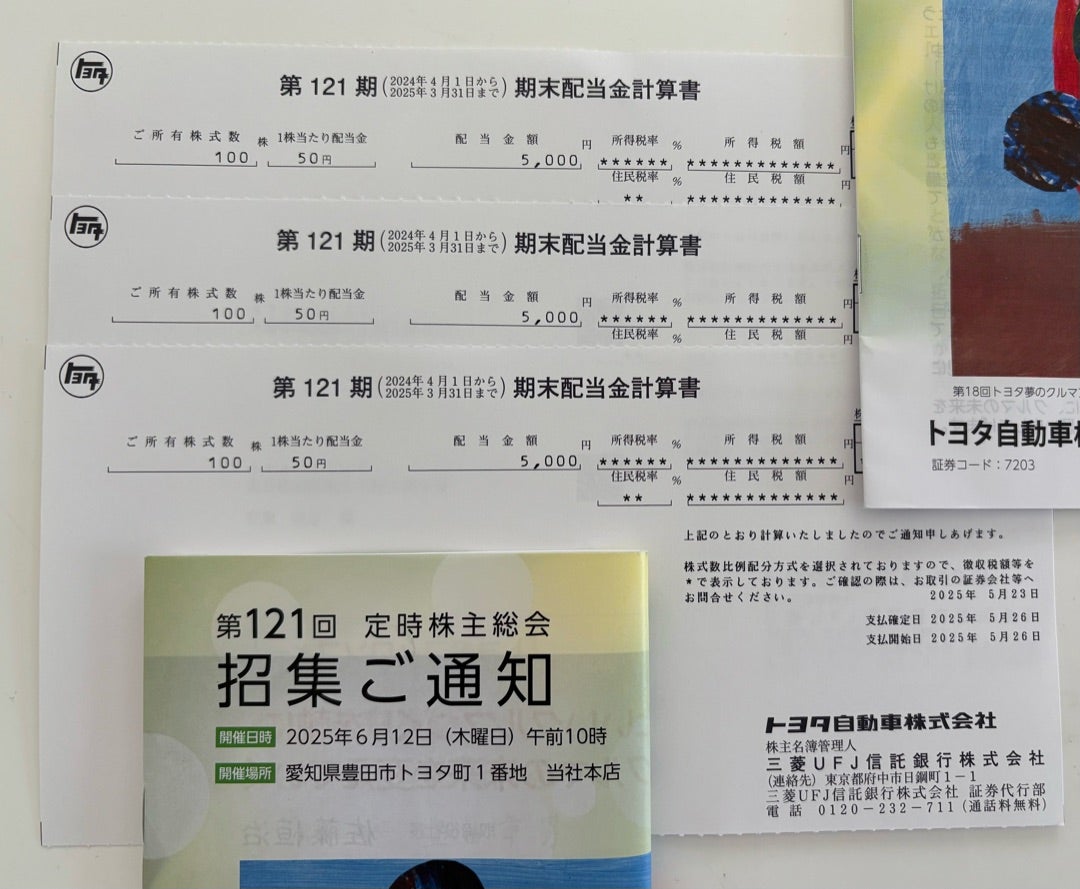 トヨタ
第 121 期 (2024年4月1日から 2025年3月31日まで) 期末配当金計算書
ご所有株式数 株 1株当たり配当金 配当金額 円 所得税率 % 所得税額 円
100 50円 5,000 ****** *************
住民税率 % 住民税額 円
** *************
トヨタ
第 121 期 (2024年4月1日から 2025年3月31日まで) 期末配当金計算書
ご所有株式数 株 1株当たり配当金 配当金額 円 所得税率 % 所得税額 円
100 50円 5,000 ****** *************
住民税率 % 住民税額 円
トヨタ
第 121 期 (2024年4月1日から 2025年3月31日まで) 期末配当金計算書
ご所有株式数 株 1株当たり配当金 配当金額 円 所得税率 % 所得税額 円
100 50円 5,000 ****** *************
住民税率 % 住民税額 円
** *************
上記のとおり計算いたしましたのでご通知申しあげます。
株式数比例配分方式を選択されておりますので、徴収税額等を
*で表示しております。ご確認の際は、お取引の証券会社等へ
お問合せください。
2025年 5月23日
支払確定日 2025年 5月26日
支払開始日 2025年 5月26日
トヨタ自動車株式会社
株主名簿管理人
三菱UFJ信託銀行株式会社
(連絡先) 東京都府中市日鋼町1-1
三菱UFJ信託銀行株式会社 証券代行部
電話 0120-232-711(通話料無料)
第18回トヨタ夢のクルマ
トヨタ自動車
証券コード:7203
第121回 定時株主総会
招集ご通知
開催日時 2025年6月12日(木曜日)午前10時
開催場所 愛知県豊田市トヨタ町1番地 当社本店